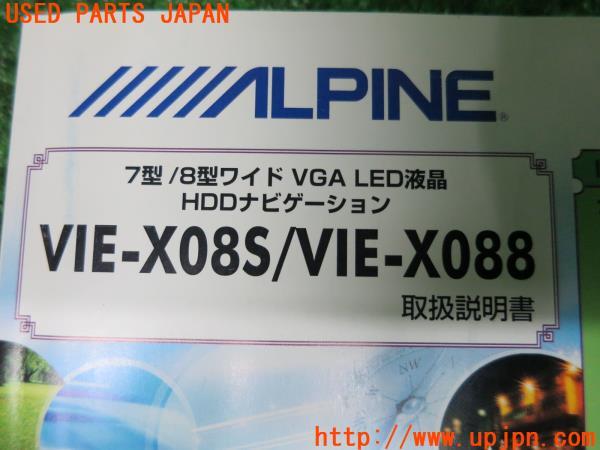 USED PARTS JAPAN
ALPINE®
7型/8型ワイド VGA LED液晶
HDDナビゲーション
VIE-X08S/VIE-X088
取扱説明書
NW
http://www.upjpn.com